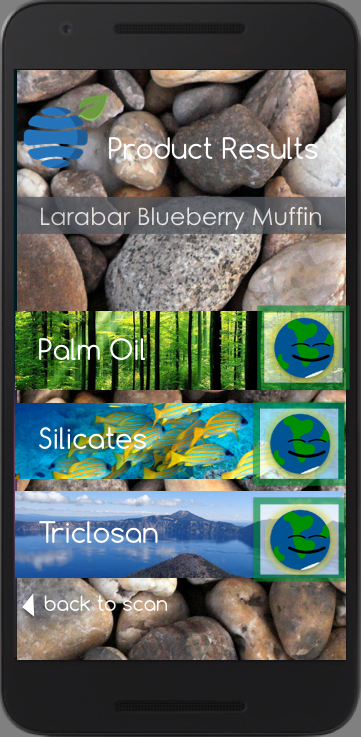 Product Results
Larabar Blueberry Muffin
Palm Oil
Silicates
Triclosan
back to scan